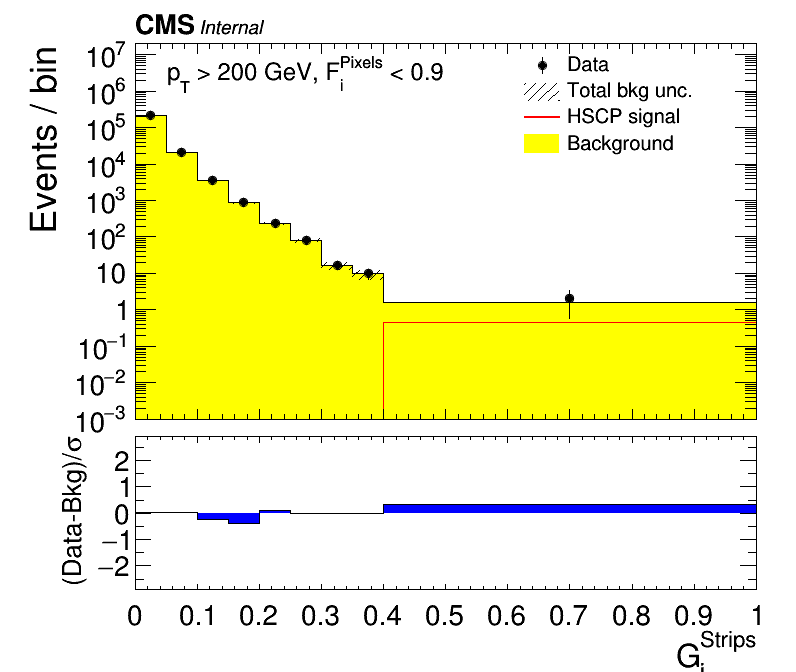 CMS Internal
p_T > 200 GeV, F_i^Pixels < 0.9
Data
Total bkg unc.
HSCP signal
Background
Events / bin
10^7
10^6
10^5
10^4
10^3
10^2
10
1
10^−1
10^−2
10^−3
(Data-Bkg)/σ
2
1
0
−1
−2
0 0.1 0.2 0.3 0.4 0.5 0.6 0.7 0.8 0.9 1
G_i^Strips